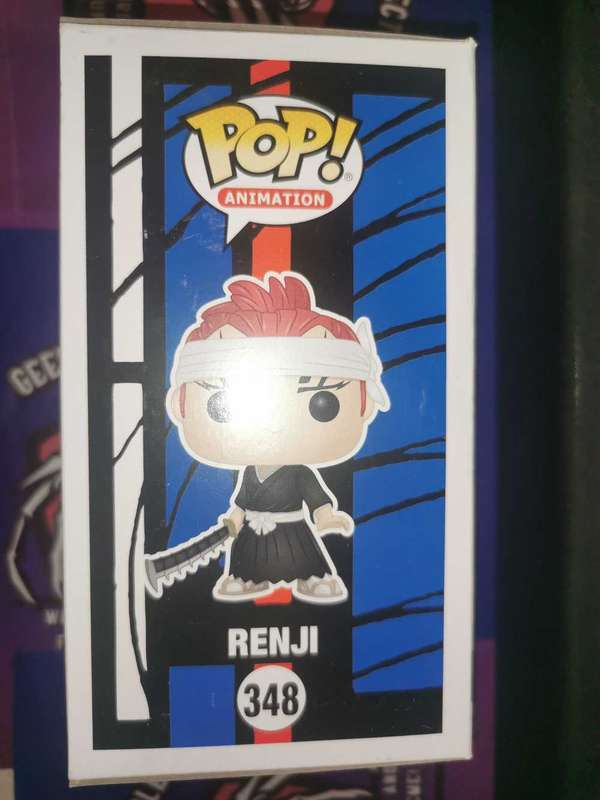 POP!
®
ANIMATION
RENJI
348